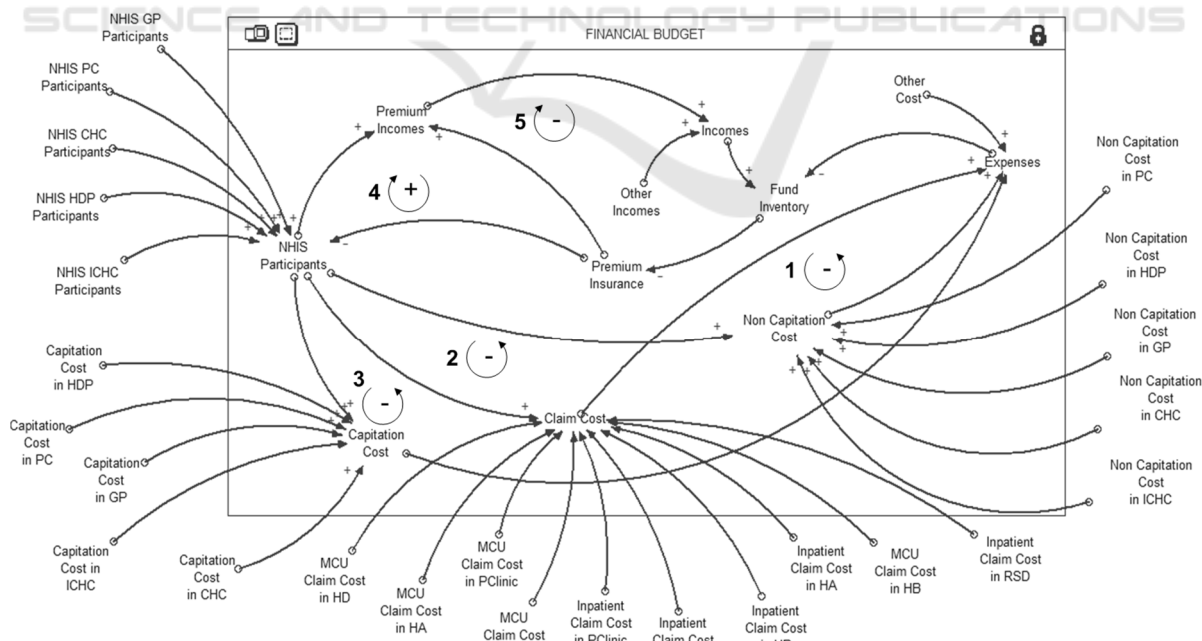 SCIENCE AND TECHNOLOGY PUBLICATIONS
FINANCIAL BUDGET
NHIS GP
Participants
NHIS PC
Participants
NHIS CHC
Participants
NHIS HDP
Participants
NHIS ICHC
Participants
NHIS
Participants
Premium
Incomes
5
-
4
+
Incomes
Other
Incomes
Fund
Inventory
Premium
Insurance
Other
Cost
Expenses
1
-
2
-
3
-
Non Capitation
Cost
Non Capitation
Cost
in PC
Non Capitation
Cost
in HDP
Non Capitation
Cost
in GP
Non Capitation
Cost
in CHC
Non Capitation
Cost
in ICHC
Capitation
Cost
in HDP
Capitation
Cost
in PC
Capitation
Cost
in GP
Capitation
Cost in
ICHC
Capitation
Cost
in CHC
Capitation
Cost
Claim Cost
MCU
Claim Cost
in HD
MCU
Claim Cost
in HA
MCU
Claim Cost
in PClinic
MCU
Claim Cost
Inpatient
Claim Cost
in PClinic
Inpatient
Claim Cost
Inpatient
Claim Cost
Inpatient
Claim Cost
in HA
MCU
Claim Cost
in HB
Inpatient
Claim Cost
in RSD